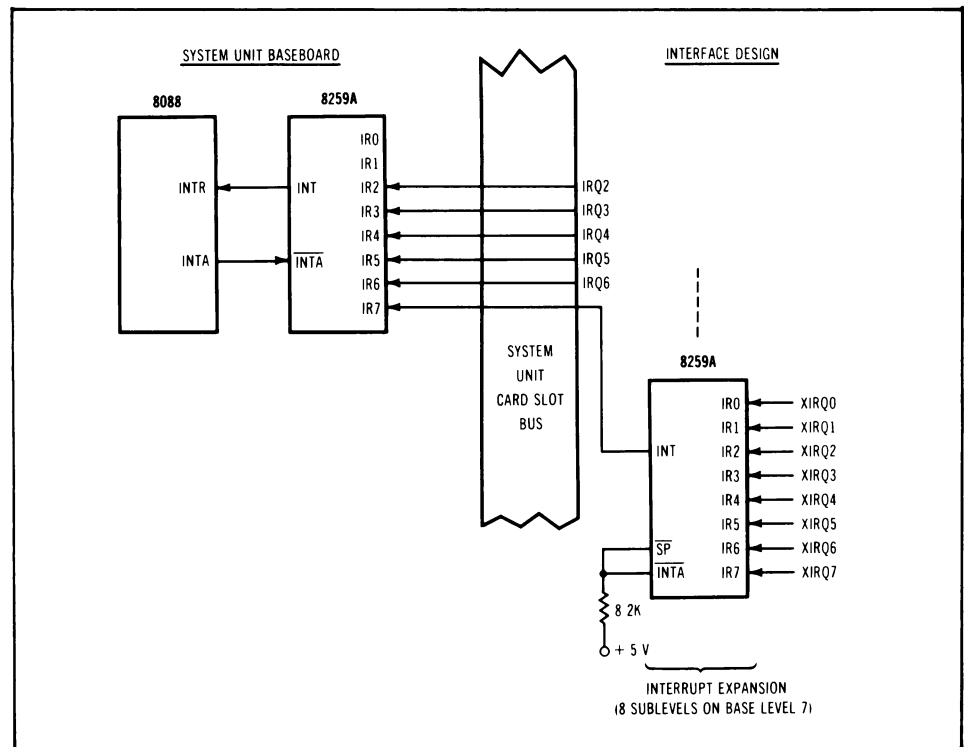 SYSTEM UNIT BASEBOARD
INTERFACE DESIGN
8088
8259A
INTR
INTA
INT
INTA
IR0
IR1
IR2
IR3
IR4
IR5
IR6
IR7
IRQ2
IRQ3
IRQ4
IRQ5
IRQ6
SYSTEM
UNIT
CARD SLOT
BUS
8259A
INT
SP
INTA
IR0
IR1
IR2
IR3
IR4
IR5
IR6
IR7
XIRQ0
XIRQ1
XIRQ2
XIRQ3
XIRQ4
XIRQ5
XIRQ6
XIRQ7
8 2K
+ 5 V
INTERRUPT EXPANSION
(8 SUBLEVELS ON BASE LEVEL 7)